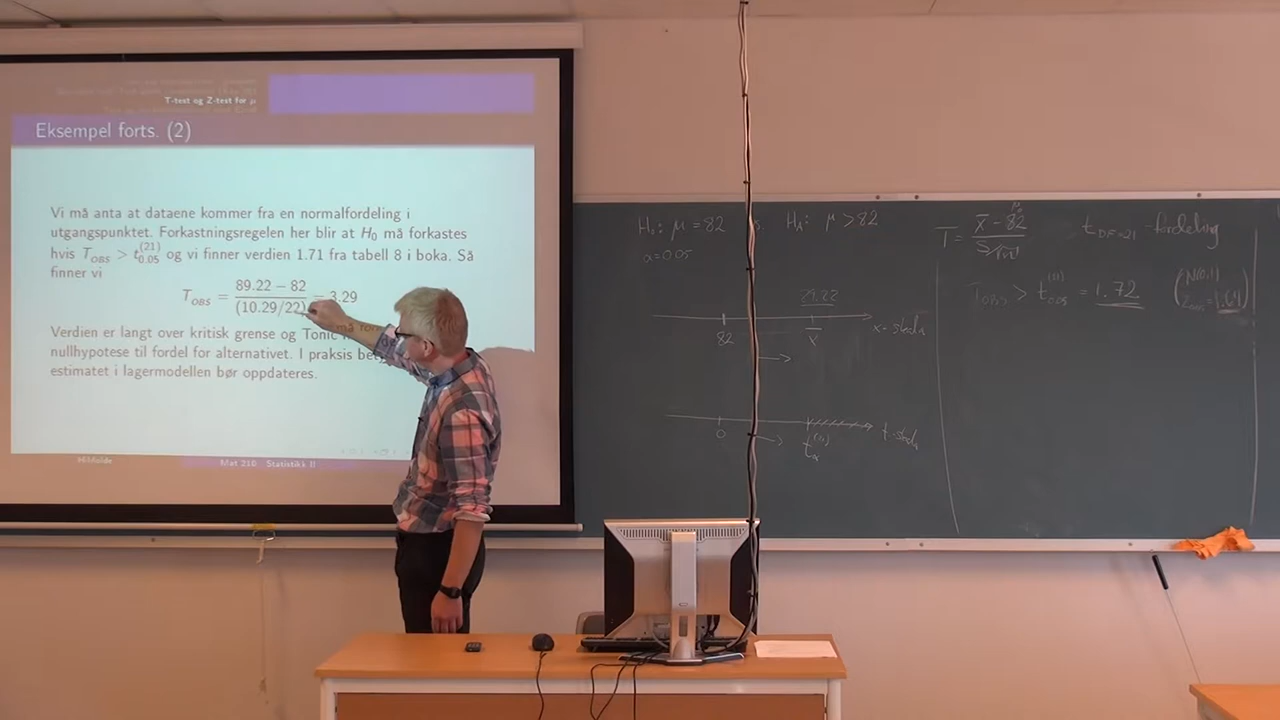 T-test og Z-test for μ
Eksempel forts. (2)
Vi må anta at dataene kommer fra en normalfordeling i
utgangspunktet. Forkastningsregelen her blir at H₀ må forkastes
hvis T_OBS > t_0.05^(21) og vi finner verdien 1.71 fra tabell 8 i boka. Så
finner vi
T_OBS = (89.22 − 82)/(10.29/22) = 3.29
Verdien er langt over kritisk grense og Tonic
nullhypotese til fordel for alternativet. I praksis
estimatet i lagermodellen bør oppdateres.
Mat 210 Statistikk II
H₀: μ = 82 vs. H_A: μ > 82
α = 0.05
89.22
82 x̄ x-skala
0 t_α^(21) t-skala
T = (x̄ − 82)/(S/√n) t_DF=21 -fordeling
μ₀
T_OBS > t_0.05^(21) = 1.72 (N(0,1)
Z_0.05 = 1.64)